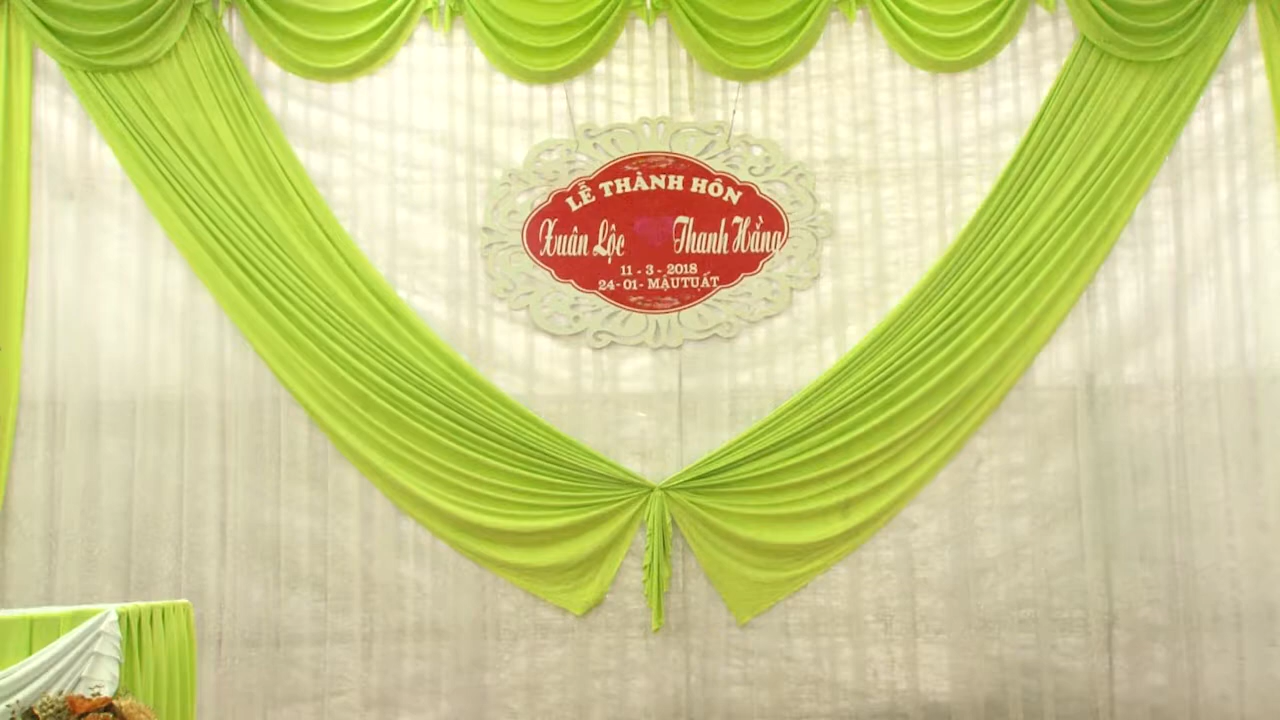 LỄ THÀNH HÔN
Xuân Lộc Thanh Hằng
11 - 3 - 2018
24 - 01 - MẬU TUẤT